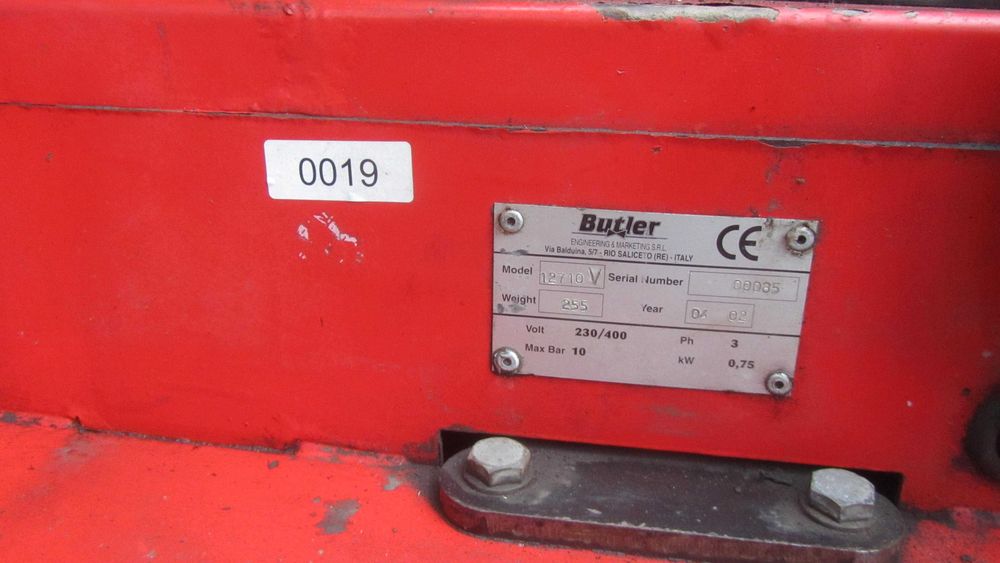 0019
Butler
ENGINEERING & MARKETING S.R.L.
Via Balduina, 5/7 - RIO SALICETO (RE) - ITALY
CE
Model 12710 V Serial Number 00085
Weight 255 Year 04 02
Volt 230/400 Ph 3
Max Bar 10 kW 0,75